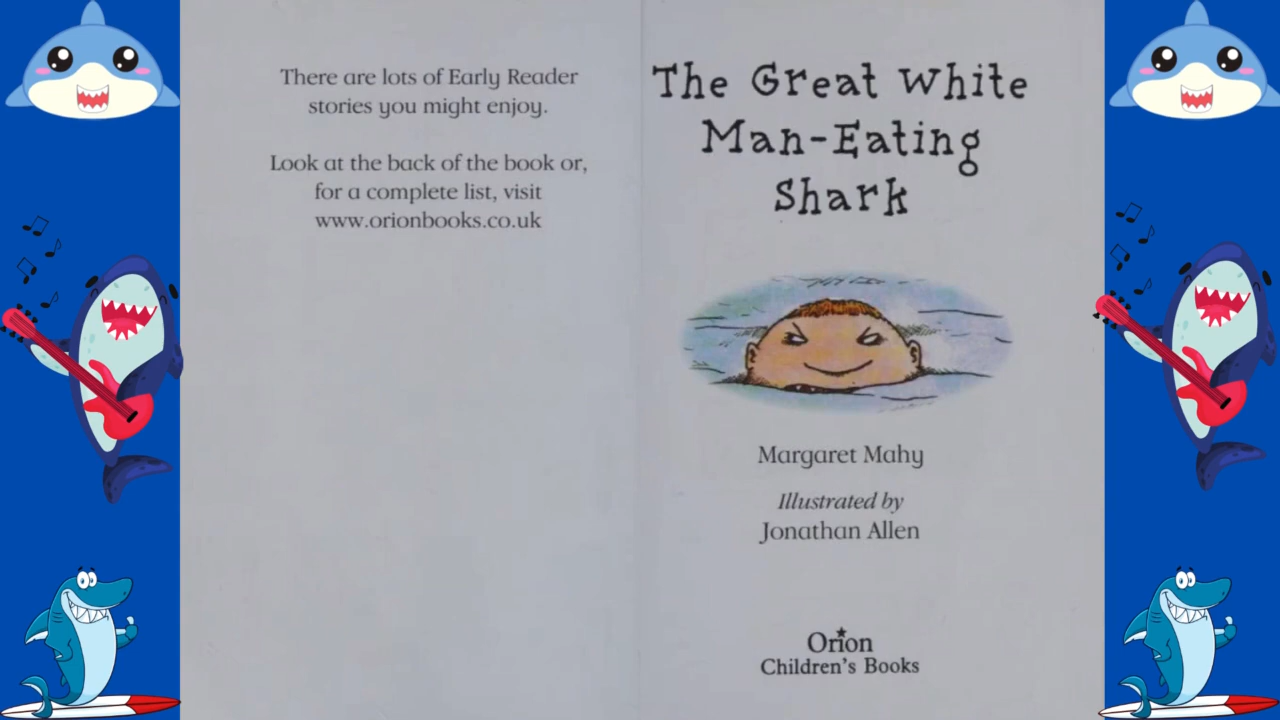 There are lots of Early Reader
stories you might enjoy.
Look at the back of the book or,
for a complete list, visit
www.orionbooks.co.uk
The Great White
Man-Eating
Shark
Margaret Mahy
Illustrated by
Jonathan Allen
Orion
Children's Books